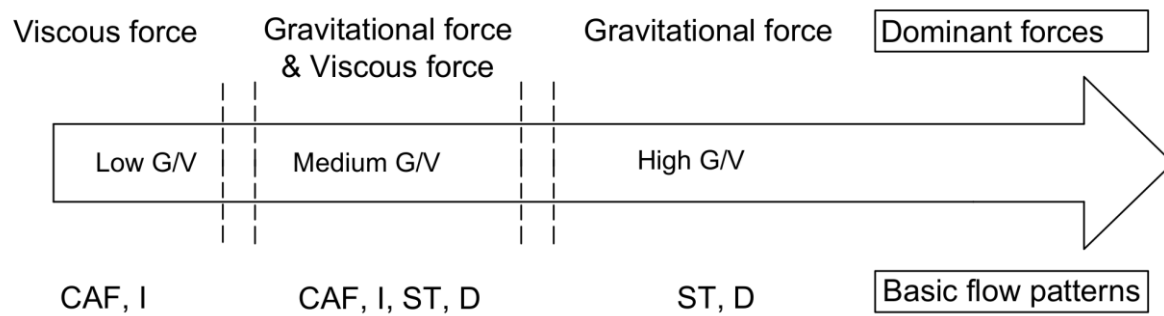 Viscous force
Gravitational force
& Viscous force
Gravitational force
Dominant forces
Low G/V
Medium G/V
High G/V
CAF, I
CAF, I, ST, D
ST, D
Basic flow patterns